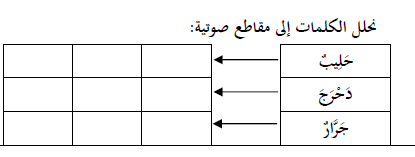 نحلل الكلمات إلى مقاطع صوتية:
حَلِيبٌ
دَحْرَجَ
جَرَّارٌ